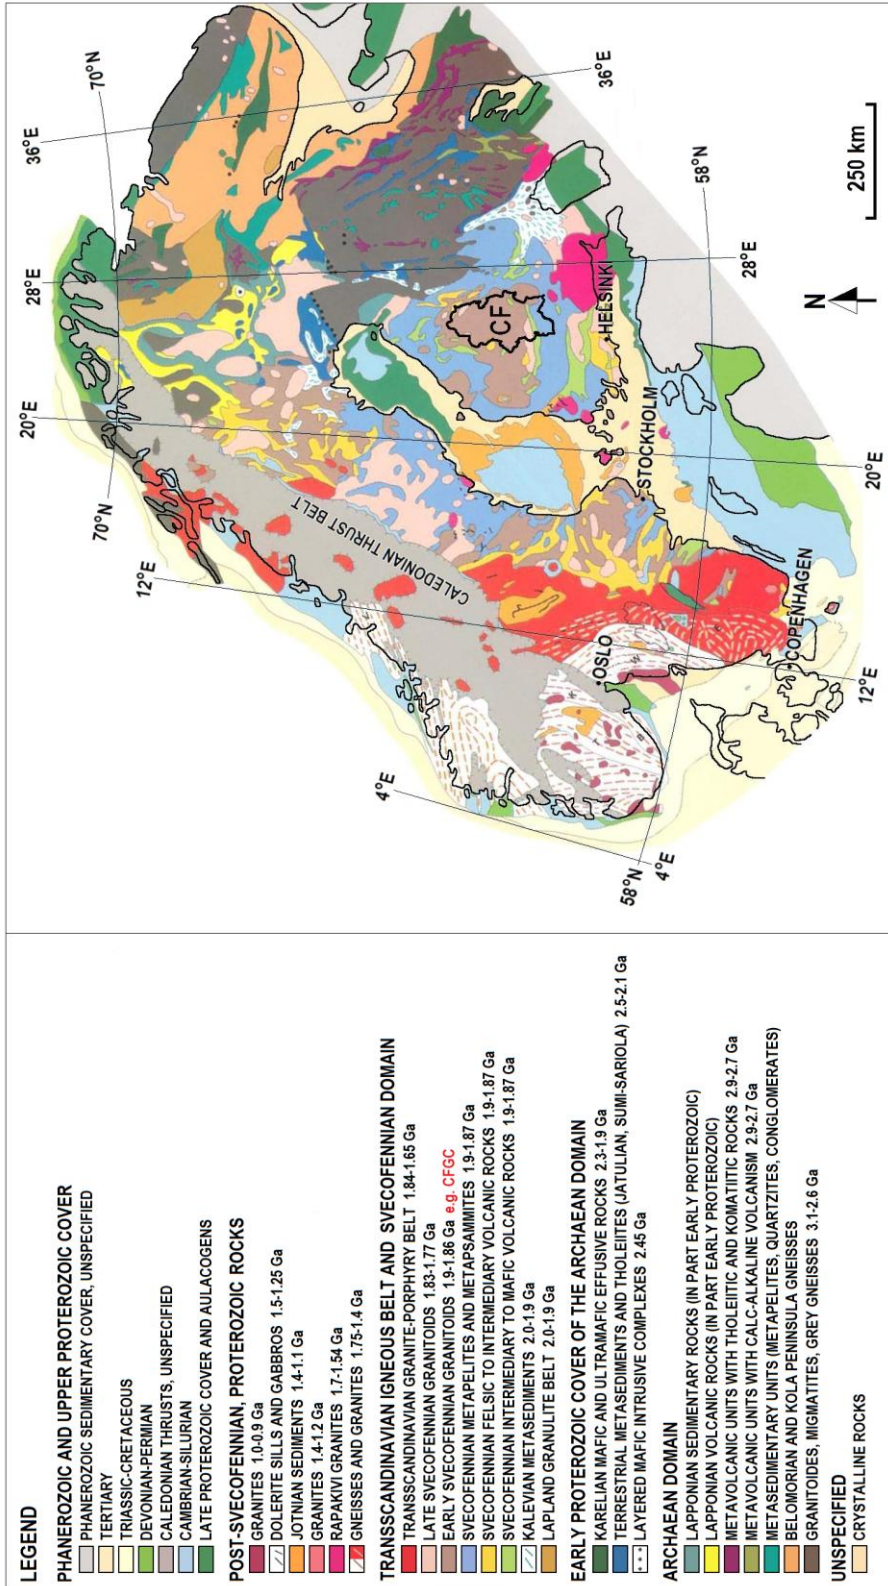 LEGEND
PHANEROZOIC AND UPPER PROTEROZOIC COVER
PHANEROZOIC SEDIMENTARY COVER, UNSPECIFIED
TERTIARY
TRIASSIC-CRETACEOUS
DEVONIAN-PERMIAN
CALEDONIAN THRUSTS, UNSPECIFIED
CAMBRIAN-SILURIAN
LATE PROTEROZOIC COVER AND AULACOGENS
POST-SVECOFENNIAN, PROTEROZOIC ROCKS
GRANITES 1.0-0.9 Ga
DOLERITE SILLS AND GABBROS 1.5-1.25 Ga
JOTNIAN SEDIMENTS 1.4-1.1 Ga
GRANITES 1.4-1.2 Ga
RAPAKIVI GRANITES 1.7-1.54 Ga
GNEISSES AND GRANITES 1.75-1.4 Ga
TRANSSCANDINAVIAN IGNEOUS BELT AND SVECOFENNIAN DOMAIN
TRANSSCANDINAVIAN GRANITE-PORPHYRY BELT 1.84-1.65 Ga
LATE SVECOFENNIAN GRANITOIDS 1.83-1.77 Ga
EARLY SVECOFENNIAN GRANITOIDS 1.9-1.86 Ga e.g. CFGC
SVECOFENNIAN METAPELITES AND METAPSAMMITES 1.9-1.87 Ga
SVECOFENNIAN FELSIC TO INTERMEDIARY VOLCANIC ROCKS 1.9-1.87 Ga
SVECOFENNIAN INTERMEDIARY TO MAFIC VOLCANIC ROCKS 1.9-1.87 Ga
KALEVIAN METASEDIMENTS 2.0-1.9 Ga
LAPLAND GRANULITE BELT 2.0-1.9 Ga
EARLY PROTEROZOIC COVER OF THE ARCHAEAN DOMAIN
KARELIAN MAFIC AND ULTRAMAFIC EFFUSIVE ROCKS 2.3-1.9 Ga
TERRESTRIAL METASEDIMENTS AND THOLEIITES (JATULIAN, SUMI-SARIOLA) 2.5-2.1 Ga
LAYERED MAFIC INTRUSIVE COMPLEXES 2.45 Ga
ARCHAEAN DOMAIN
LAPPONIAN SEDIMENTARY ROCKS (IN PART EARLY PROTEROZOIC)
LAPPONIAN VOLCANIC ROCKS (IN PART EARLY PROTEROZOIC)
METAVOLCANIC UNITS WITH THOLEIITIC AND KOMATIITIC ROCKS 2.9-2.7 Ga
METAVOLCANIC UNITS WITH CALC-ALKALINE VOLCANISM 2.9-2.7 Ga
METASEDIMENTARY UNITS (METAPELITES, QUARTZITES, CONGLOMERATES)
BELOMORIAN AND KOLA PENINSULA GNEISSES
GRANITOIDES, MIGMATITES, GREY GNEISSES 3.1-2.6 Ga
UNSPECIFIED
CRYSTALLINE ROCKS
70°N
12°E
20°E
28°E
36°E
70°N
4°E
CALEDONIAN THRUST BELT
CF
OSLO
STOCKHOLM
HELSINKI
COPENHAGEN
58°N
4°E
12°E
20°E
28°E
58°N
36°E
N
250 km